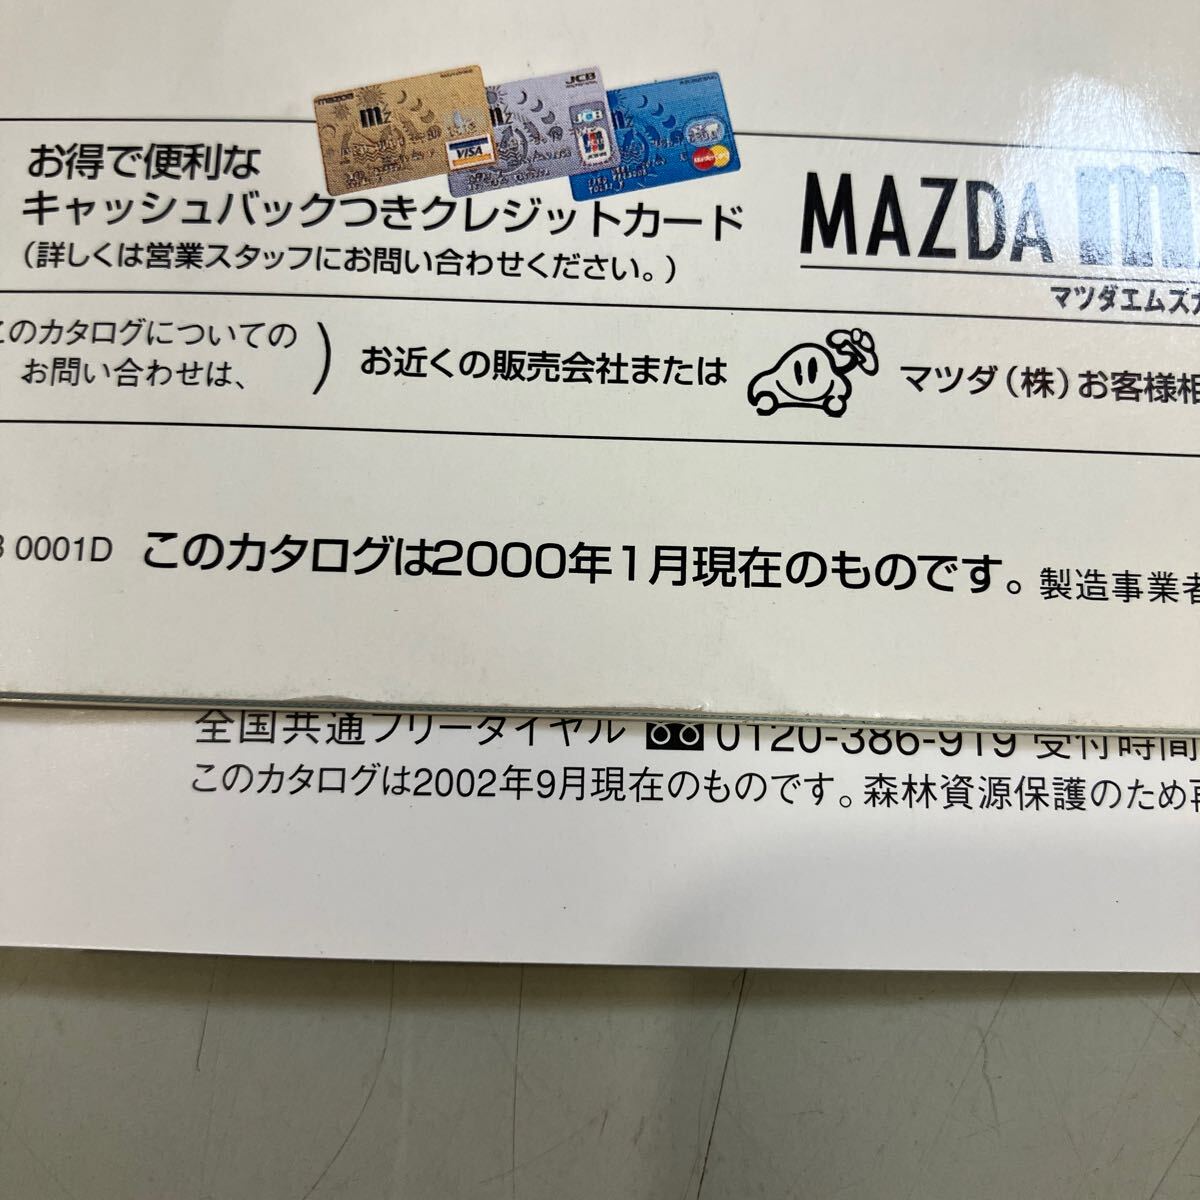 mazda
m'z
VISA
JCB
JCB
MasterCard
お得で便利な
キャッシュバックつきクレジットカード
(詳しくは営業スタッフにお問い合わせください。)
MAZDA m
マツダエムズカ
このカタログについての
お問い合わせは、
お近くの販売会社または
マツダ(株)お客様相
0001D このカタログは2000年1月現在のものです。製造事業者
全国共通フリーダイヤル 0120-386-919 受付時間
このカタログは2002年9月現在のものです。森林資源保護のため再